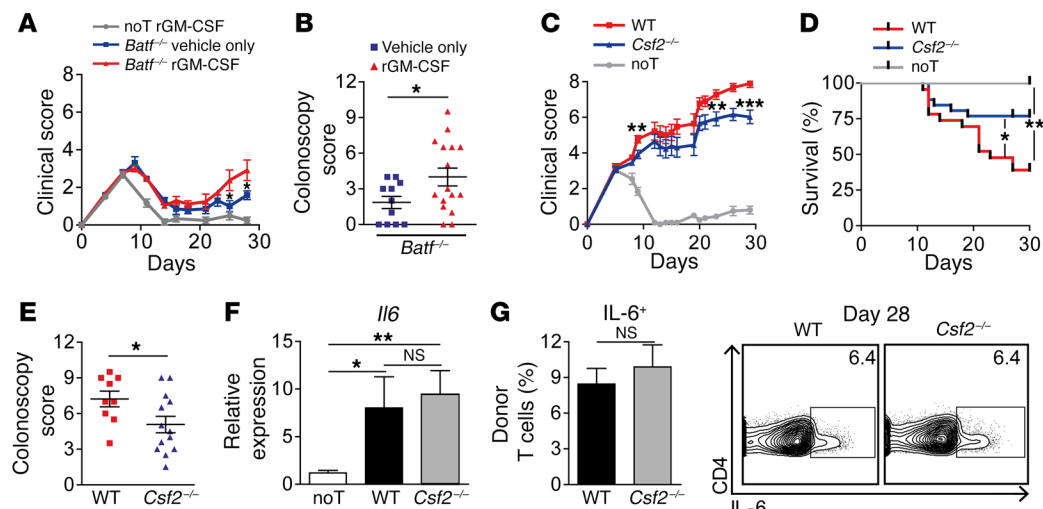 A
noT rGM-CSF
Batf–/– vehicle only
Batf–/– rGM-CSF
Clinical score
8
6
4
2
0
0 10 20 30
Days
*
*
B
Vehicle only
rGM-CSF
Colonoscopy
score
12
9
6
3
0
*
Batf–/–
C
WT
Csf2–/–
noT
Clinical score
8
6
4
2
0
0 10 20 30
Days
**
**
***
D
WT
Csf2–/–
noT
Survival (%)
100
75
50
25
0
0 10 20 30
Days
*
**
E
Colonoscopy
score
12
9
6
3
0
*
WT Csf2–/–
F
Il6
Relative
expression
15
10
5
0
**
*
NS
noT WT Csf2–/–
G
IL-6+
Donor
T cells (%)
12
9
6
3
0
NS
WT Csf2–/–
Day 28
WT Csf2–/–
6.4 6.4
CD4
IL-6